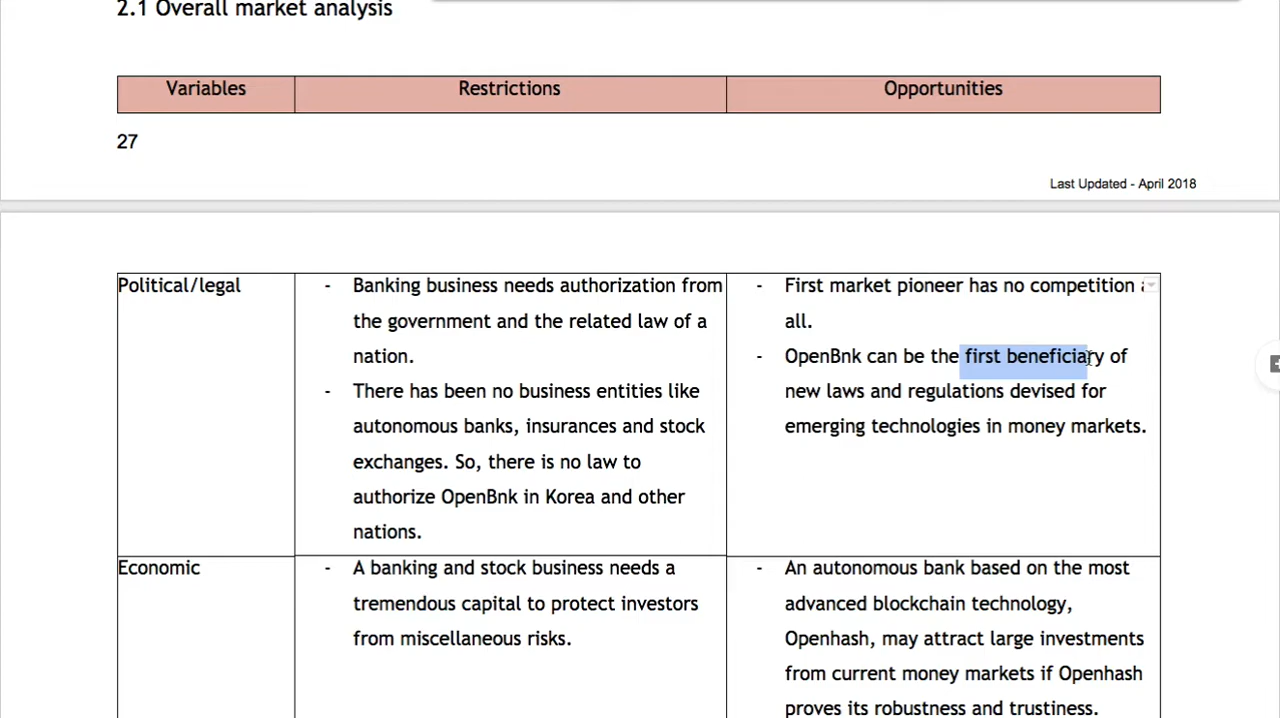 2.1 Overall market analysis
Variables
Restrictions
Opportunities
27
Last Updated - April 2018
Political/legal
- Banking business needs authorization from
the government and the related law of a
nation.
- There has been no business entities like
autonomous banks, insurances and stock
exchanges. So, there is no law to
authorize OpenBnk in Korea and other
nations.
- First market pioneer has no competition
all.
- OpenBnk can be the first beneficiary of
new laws and regulations devised for
emerging technologies in money markets.
Economic
- A banking and stock business needs a
tremendous capital to protect investors
from miscellaneous risks.
- An autonomous bank based on the most
advanced blockchain technology,
Openhash, may attract large investments
from current money markets if Openhash
proves its robustness and trustiness.